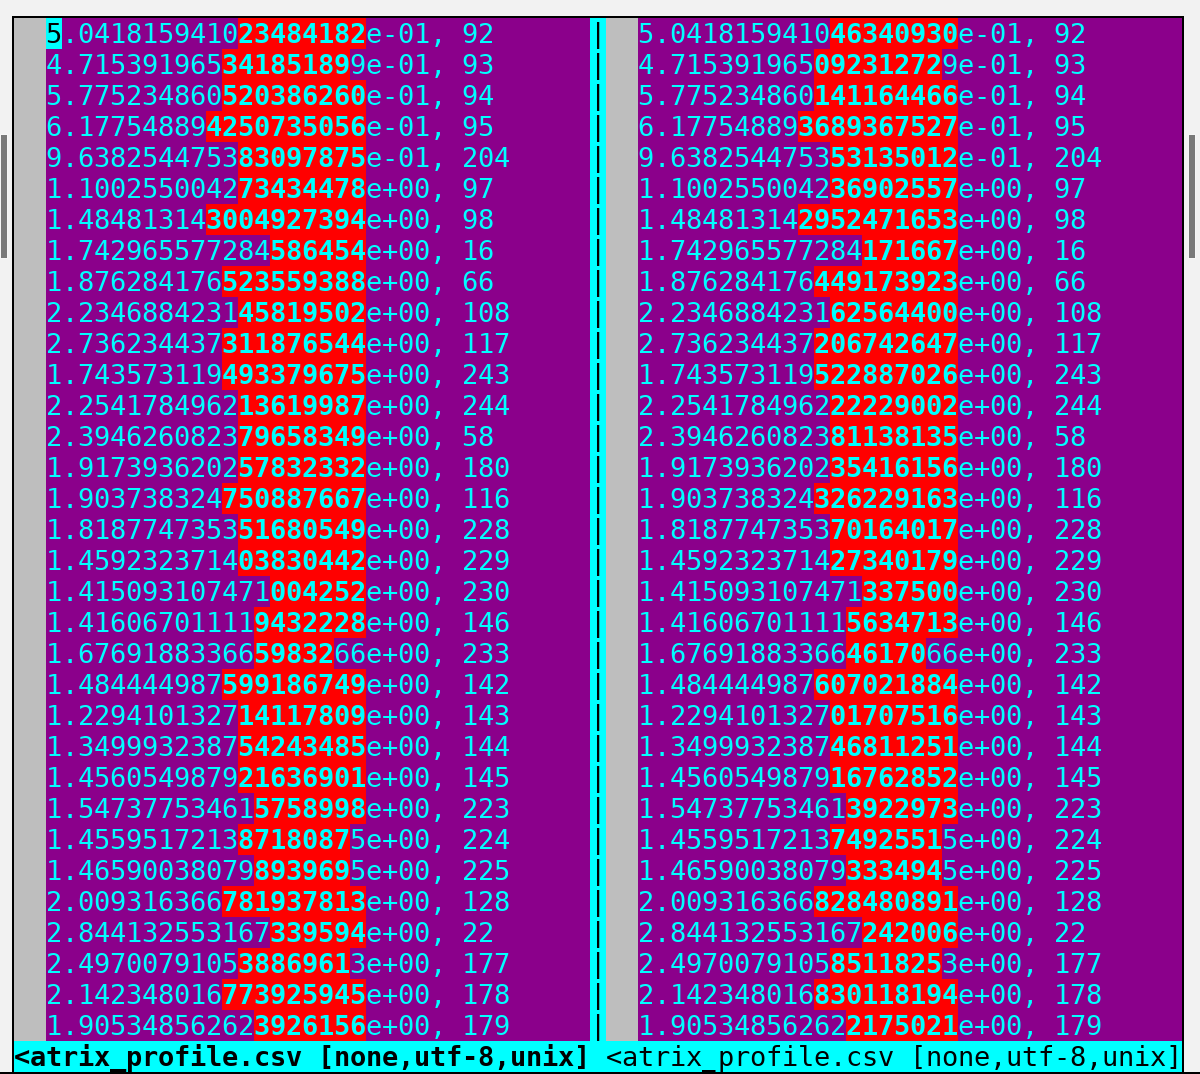 5.04181594102348​4182e-01, 92 | 5.041815941046340930e-01, 92
4.715391965341851899e-01, 93 | 4.715391965092312729e-01, 93
5.775234860520386260e-01, 94 | 5.775234860141164466e-01, 94
6.177548894250735056e-01, 95 | 6.177548893689367527e-01, 95
9.638254475383097875e-01, 204 | 9.638254475353135012e-01, 204
1.100255004273434478e+00, 97 | 1.100255004236902557e+00, 97
1.484813143004927394e+00, 98 | 1.484813142952471653e+00, 98
1.742965577284586454e+00, 16 | 1.742965577284171667e+00, 16
1.876284176523559388e+00, 66 | 1.876284176449173923e+00, 66
2.234688423145819502e+00, 108 | 2.234688423162564400e+00, 108
2.736234437311876544e+00, 117 | 2.736234437206742647e+00, 117
1.743573119493379675e+00, 243 | 1.743573119522887026e+00, 243
2.254178496213619987e+00, 244 | 2.254178496222229002e+00, 244
2.394626082379658349e+00, 58 | 2.394626082381138135e+00, 58
1.917393620257832332e+00, 180 | 1.917393620235416156e+00, 180
1.903738324750887667e+00, 116 | 1.903738324326229163e+00, 116
1.818774735351680549e+00, 228 | 1.818774735370164017e+00, 228
1.459232371403830442e+00, 229 | 1.459232371427340179e+00, 229
1.415093107471004252e+00, 230 | 1.415093107471337500e+00, 230
1.416067011119432228e+00, 146 | 1.416067011115634713e+00, 146
1.676918833665983266e+00, 233 | 1.676918833664617066e+00, 233
1.484444987599186749e+00, 142 | 1.484444987607021884e+00, 142
1.229410132714117809e+00, 143 | 1.229410132701707516e+00, 143
1.349993238754243485e+00, 144 | 1.349993238746811251e+00, 144
1.456054987921636901e+00, 145 | 1.456054987916762852e+00, 145
1.547377534615758998e+00, 223 | 1.547377534613922973e+00, 223
1.455951721387180875e+00, 224 | 1.455951721374925515e+00, 224
1.465900380798939695e+00, 225 | 1.465900380793334945e+00, 225
2.009316366781937813e+00, 128 | 2.009316366828480891e+00, 128
2.844132553167339594e+00, 22 | 2.844132553167242006e+00, 22
2.497007910538869613e+00, 177 | 2.497007910585118253e+00, 177
2.142348016773925945e+00, 178 | 2.142348016830118194e+00, 178
1.905348562623926156e+00, 179 | 1.905348562622175021e+00, 179
<atrix_profile.csv [none,utf-8,unix] <atrix_profile.csv [none,utf-8,unix]